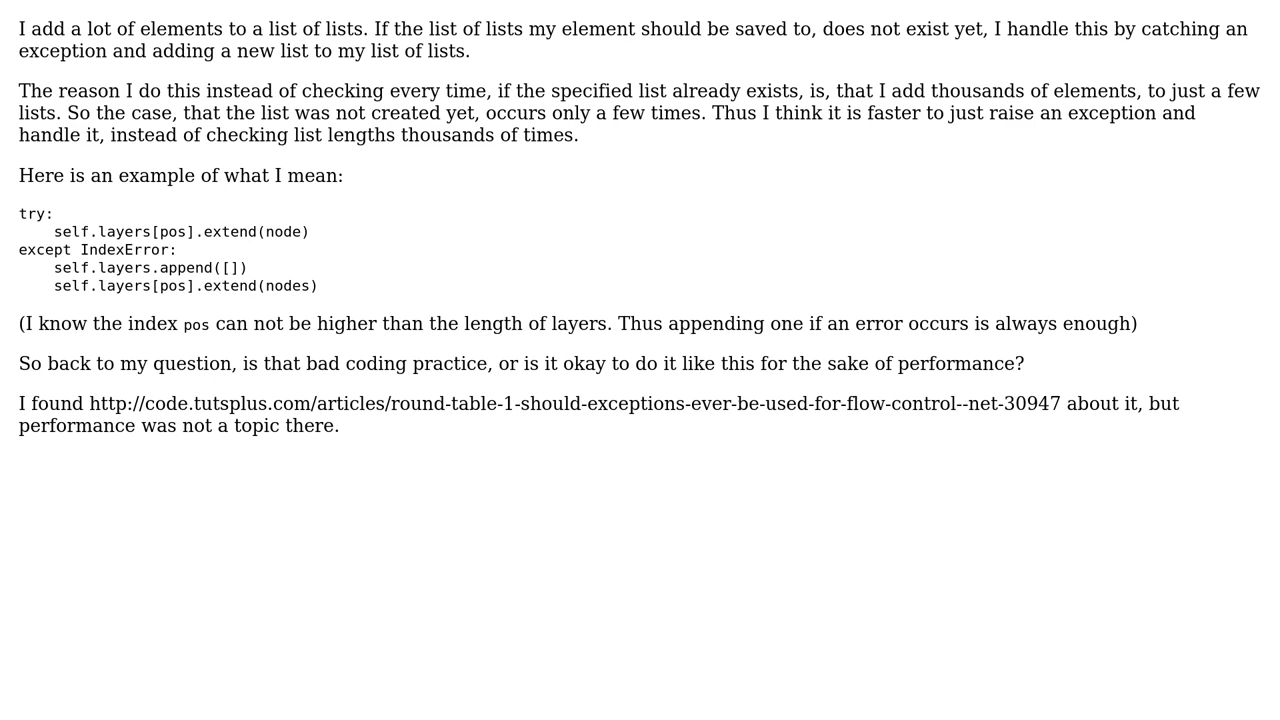 I add a lot of elements to a list of lists. If the list of lists my element should be saved to, does not exist yet, I handle this by catching an
exception and adding a new list to my list of lists.
The reason I do this instead of checking every time, if the specified list already exists, is, that I add thousands of elements, to just a few
lists. So the case, that the list was not created yet, occurs only a few times. Thus I think it is faster to just raise an exception and
handle it, instead of checking list lengths thousands of times.
Here is an example of what I mean:
try:
    self.layers[pos].extend(node)
except IndexError:
    self.layers.append([])
    self.layers[pos].extend(nodes)
(I know the index pos can not be higher than the length of layers. Thus appending one if an error occurs is always enough)
So back to my question, is that bad coding practice, or is it okay to do it like this for the sake of performance?
I found http://code.tutsplus.com/articles/round-table-1-should-exceptions-ever-be-used-for-flow-control--net-30947 about it, but
performance was not a topic there.